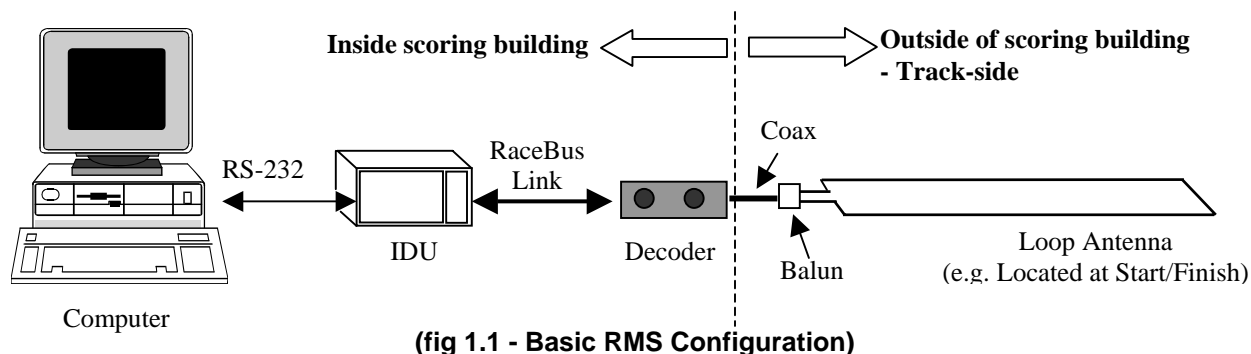 Inside scoring building
Outside of scoring building
- Track-side
Coax
RaceBus
Link
RS-232
IDU
Decoder
Balun
Loop Antenna
(e.g. Located at Start/Finish)
Computer
(fig 1.1 - Basic RMS Configuration)